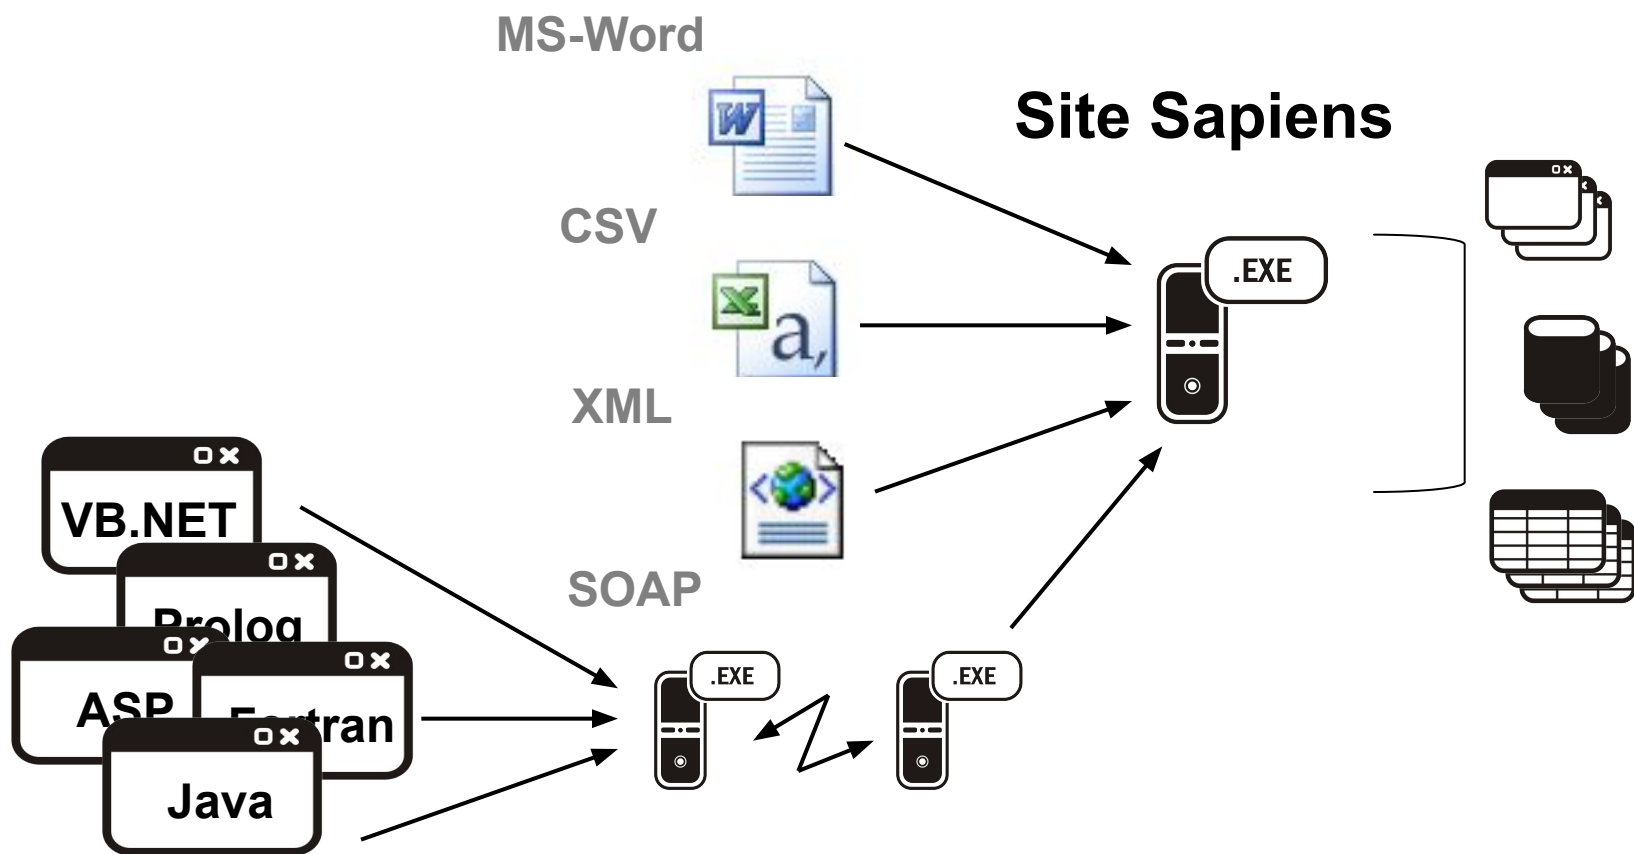 MS-Word
Site Sapiens
W
CSV
.EXE
a,
XML
VB.NET
Prolog
SOAP
ASP
Fortran
.EXE
.EXE
Java